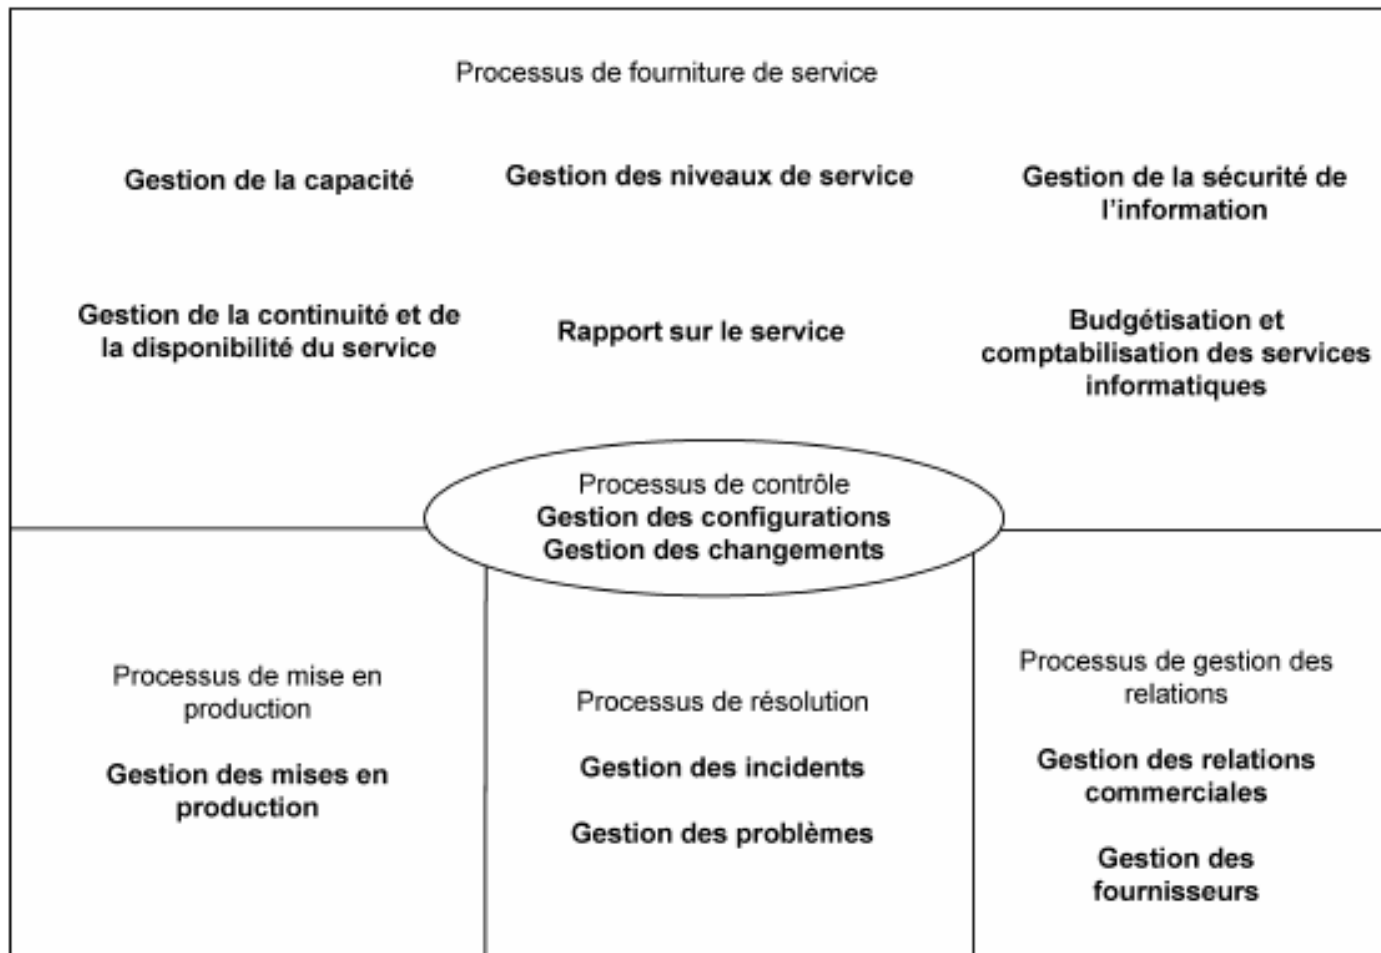 Processus de fourniture de service
Gestion de la capacité
Gestion des niveaux de service
Gestion de la sécurité de
l'information
Gestion de la continuité et de
la disponibilité du service
Rapport sur le service
Budgétisation et
comptabilisation des services
informatiques
Processus de contrôle
Gestion des configurations
Gestion des changements
Processus de mise en
production
Gestion des mises en
production
Processus de résolution
Gestion des incidents
Gestion des problèmes
Processus de gestion des
relations
Gestion des relations
commerciales
Gestion des
fournisseurs